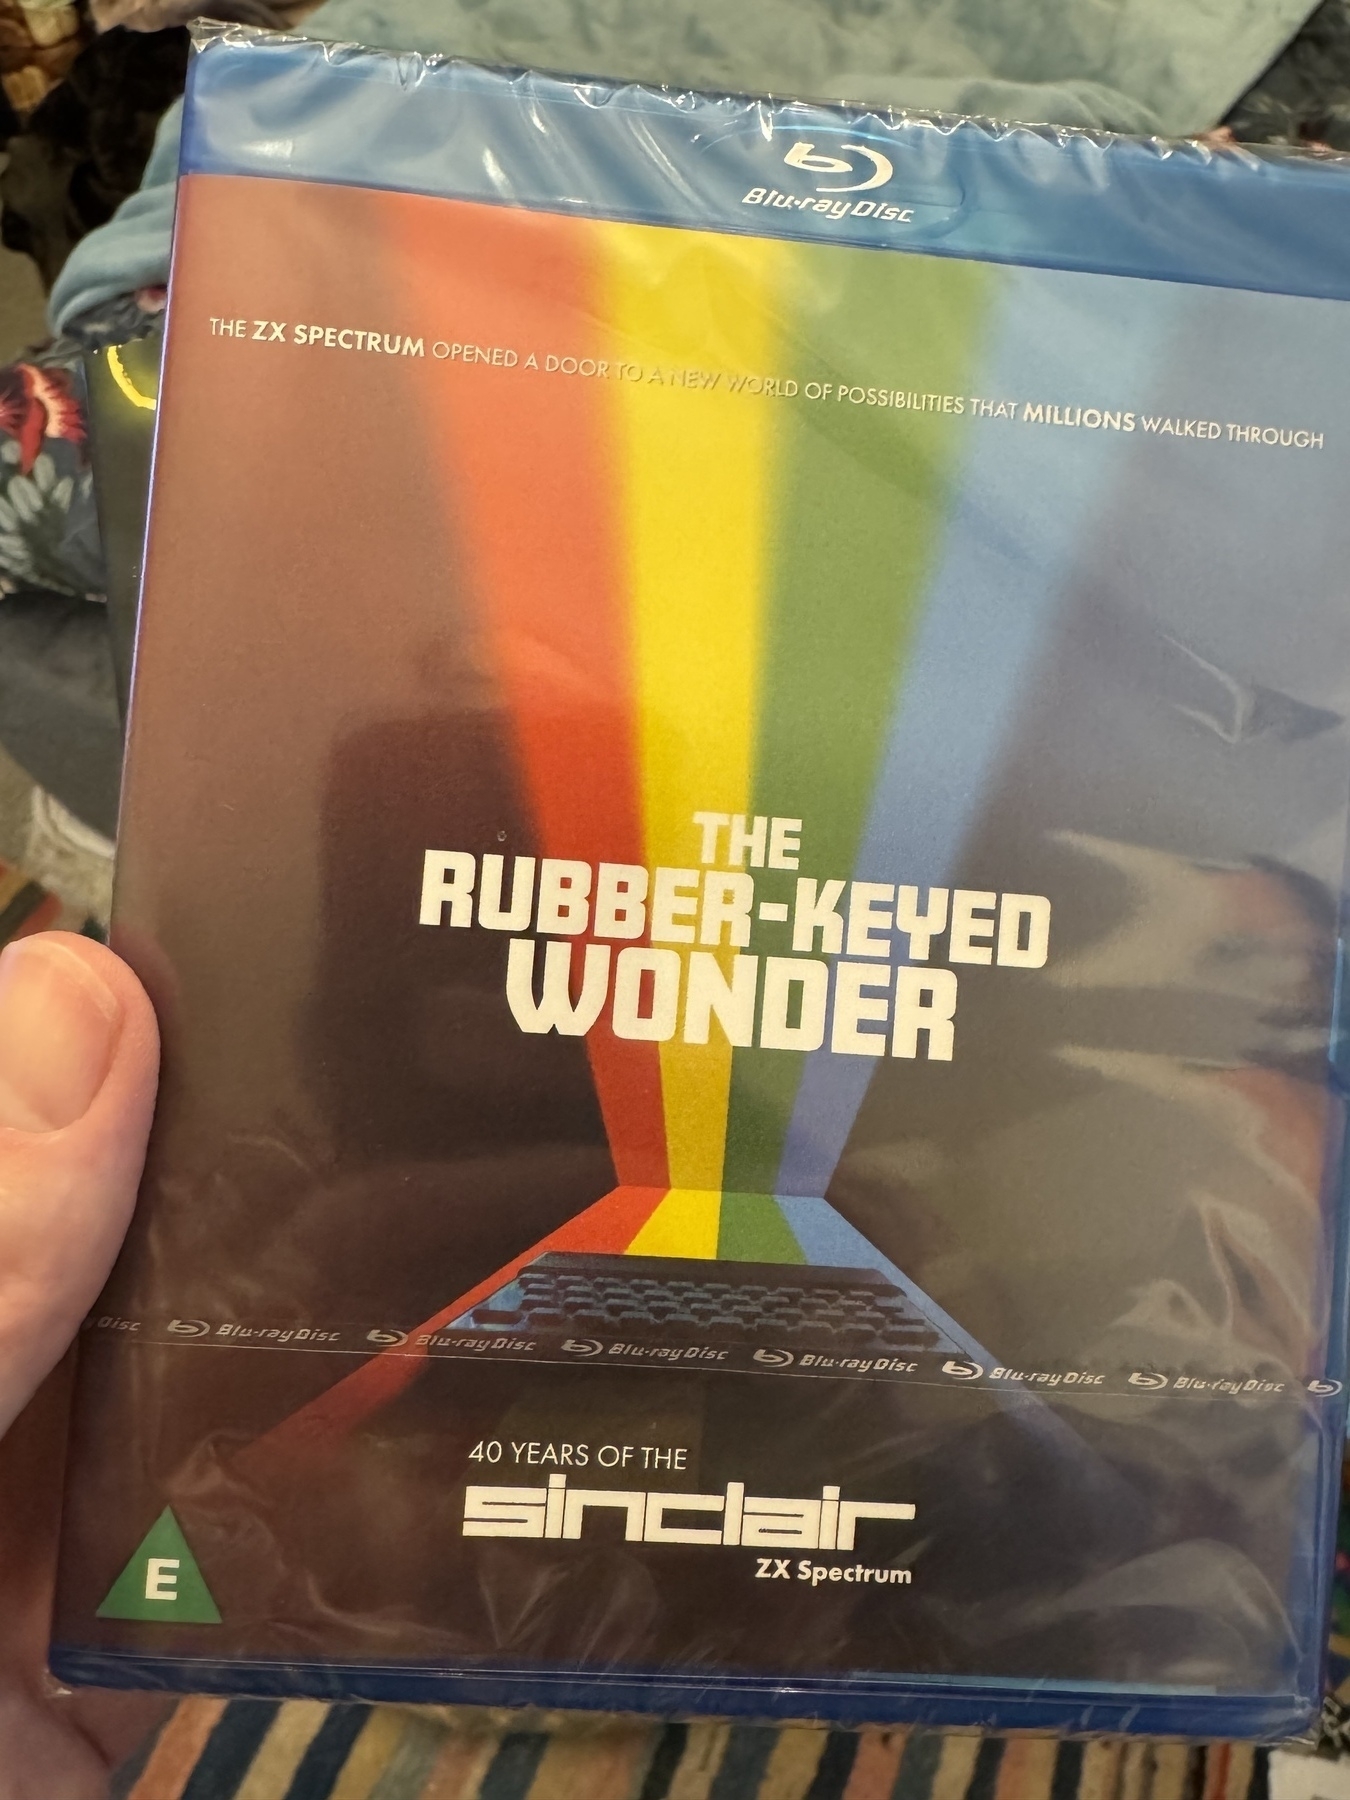 Blu-ray Disc
THE ZX SPECTRUM OPENED A DOOR TO A NEW WORLD OF POSSIBILITIES THAT MILLIONS WALKED THROUGH
THE
RUBBER-KEYED
WONDER
Disc Blu-ray Disc Blu-ray Disc Blu-ray Disc Blu-ray Disc Blu-ray Disc Blu-ray Disc
40 YEARS OF THE
sinclair
ZX Spectrum
E